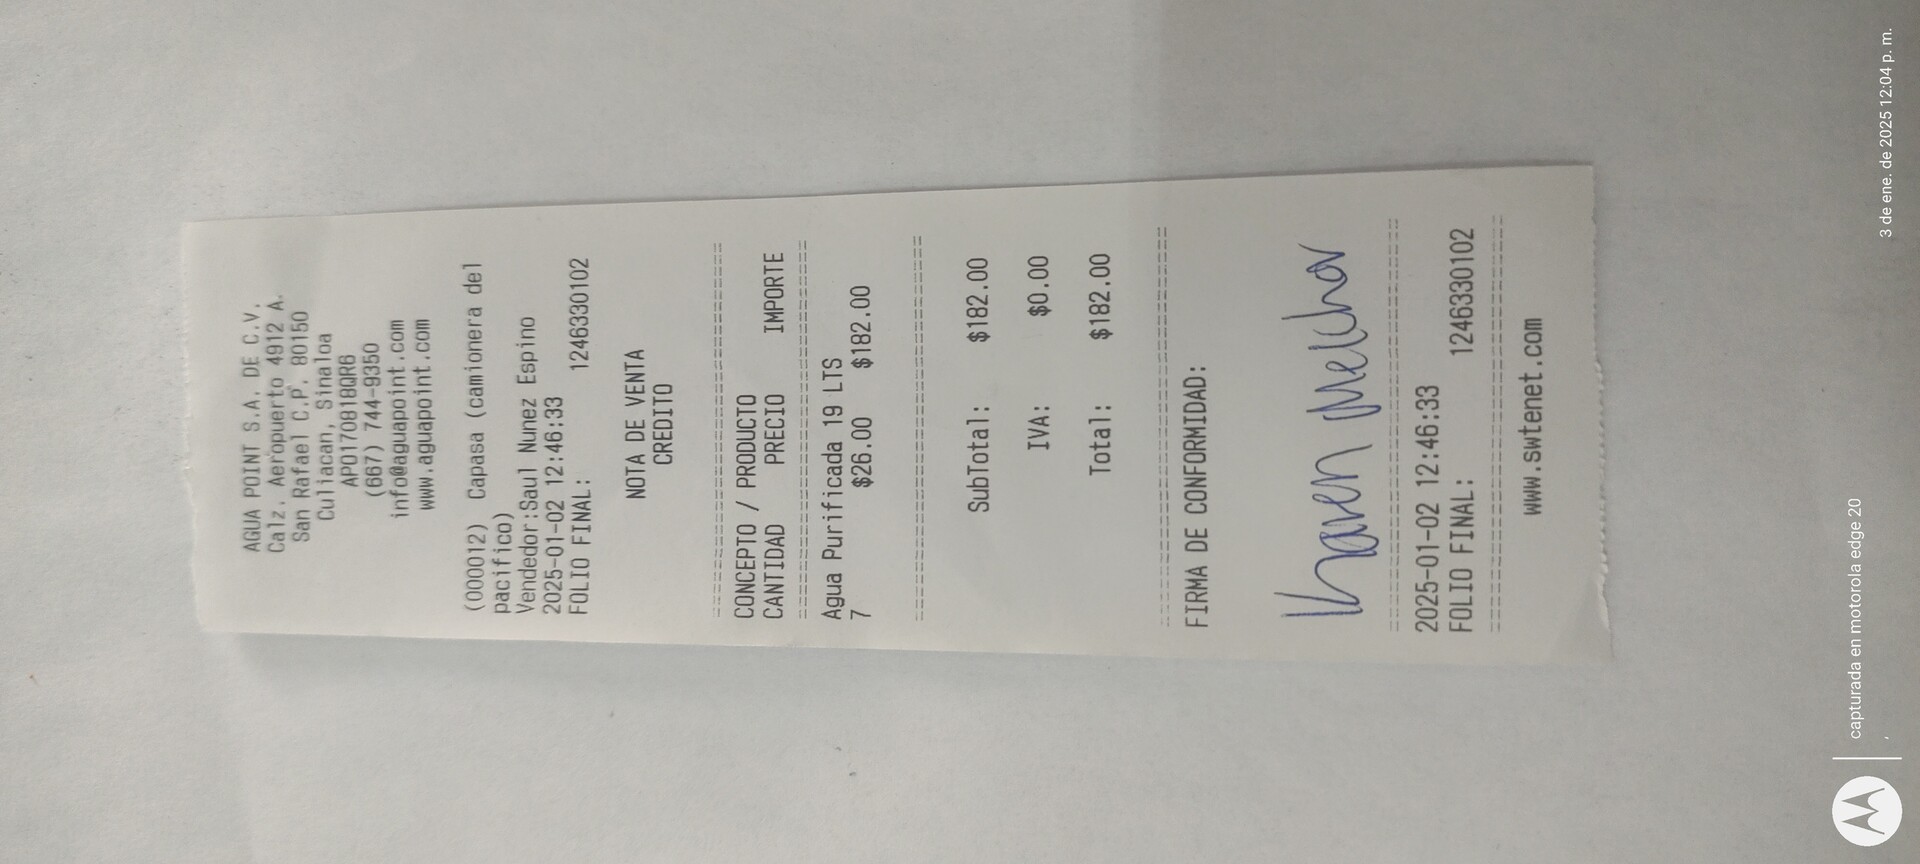 AGUA POINT S.A. DE C.V.
Calz. Aeropuerto 4912 A.
San Rafael C.P. 80150
Culiacan, Sinaloa
APO170818QR6
(667) 744-9350
info@aguapoint.com
www.aguapoint.com
(000012) Capasa (camionera del
pacifico)
Vendedor:Saul Nunez Espino
2025-01-02 12:46:33
FOLIO FINAL: 1246330102
NOTA DE VENTA
CREDITO
CONCEPTO / PRODUCTO
CANTIDAD PRECIO IMPORTE
Agua Purificada 19 LTS
7 $26.00 $182.00
SubTotal: $182.00
IVA: $0.00
Total: $182.00
FIRMA DE CONFORMIDAD:
Karen Melchor
2025-01-02 12:46:33
FOLIO FINAL: 1246330102
www.swtenet.com
capturada en motorola edge 20
3 de ene. de 2025 12:04 p. m.